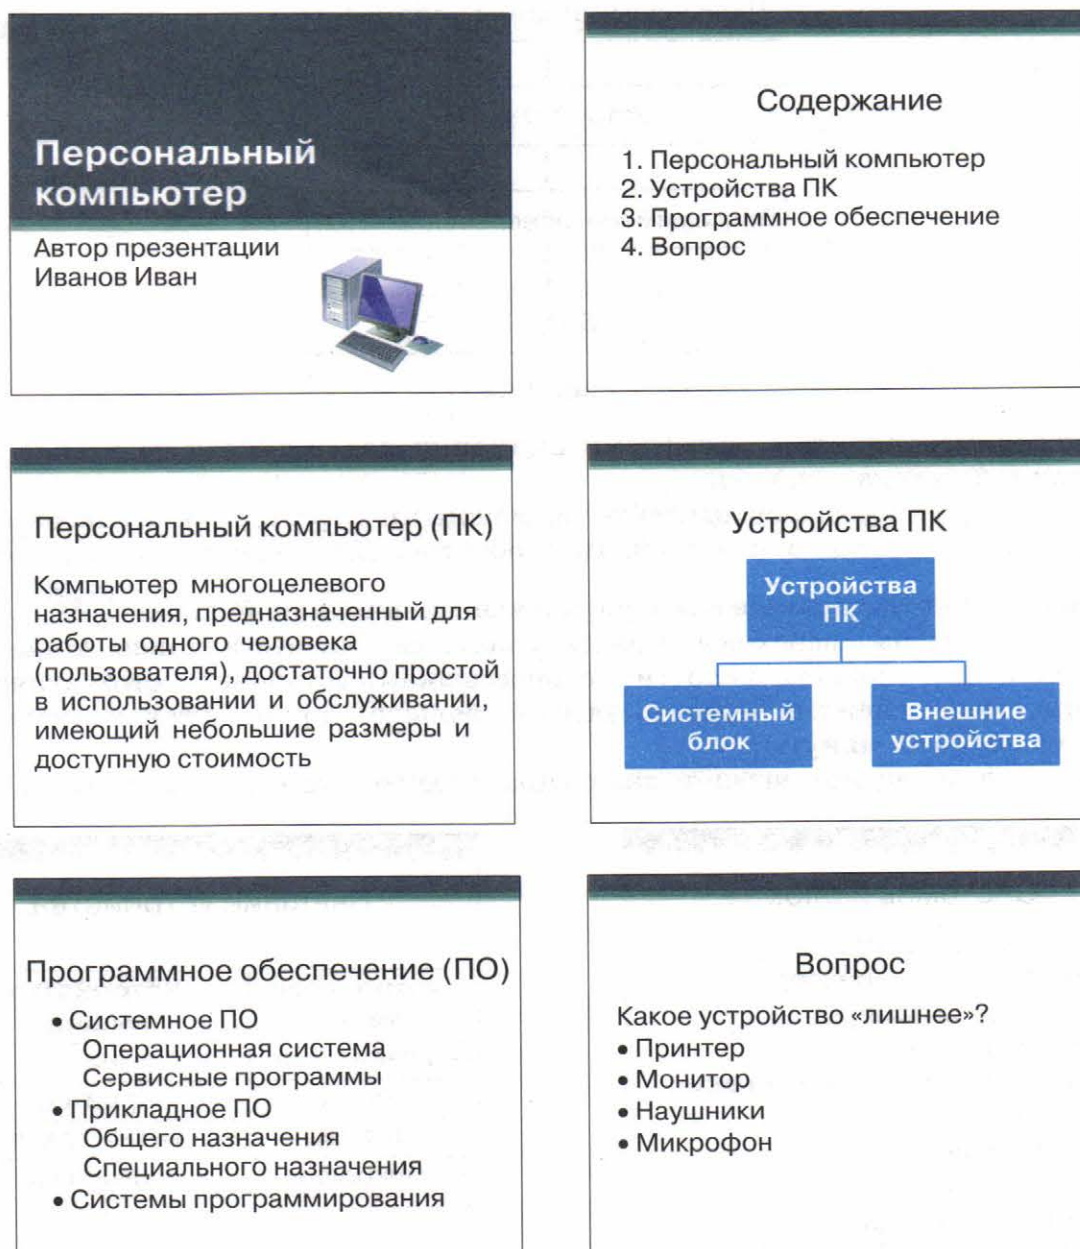 Персональный
компьютер
Автор презентации
Иванов Иван
Содержание
1. Персональный компьютер
2. Устройства ПК
3. Программное обеспечение
4. Вопрос
Персональный компьютер (ПК)
Компьютер многоцелевого
назначения, предназначенный для
работы одного человека
(пользователя), достаточно простой
в использовании и обслуживании,
имеющий небольшие размеры и
доступную стоимость
Устройства ПК
Устройства
ПК
Системный
блок
Внешние
устройства
Программное обеспечение (ПО)
• Системное ПО
Операционная система
Сервисные программы
• Прикладное ПО
Общего назначения
Специального назначения
• Системы программирования
Вопрос
Какое устройство «лишнее»?
• Принтер
• Монитор
• Наушники
• Микрофон